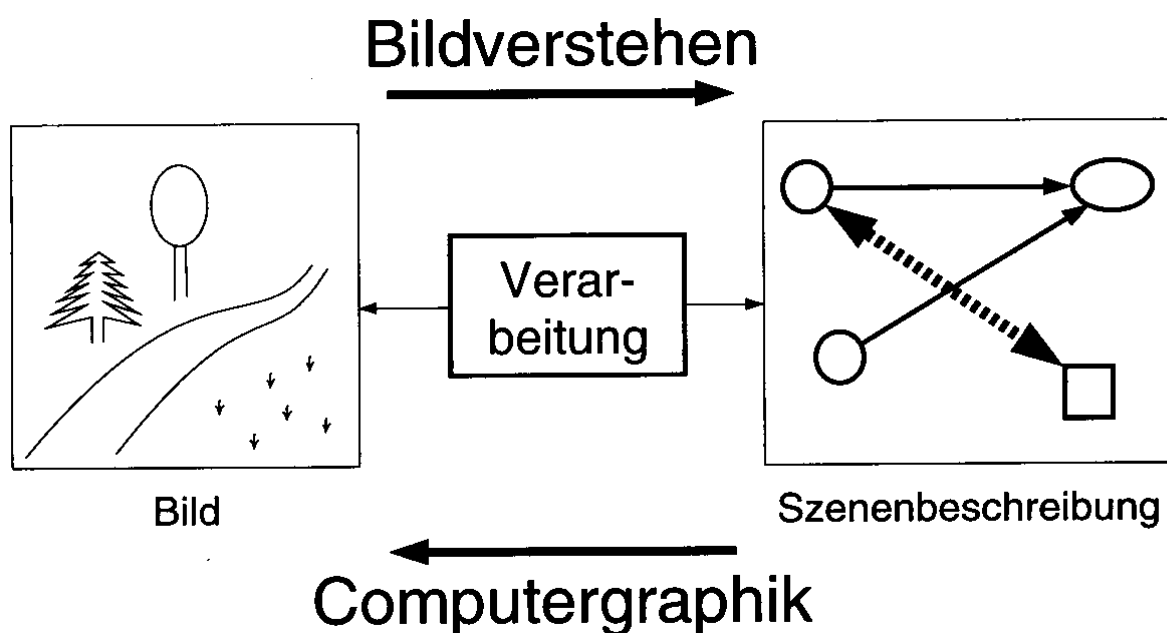 Bildverstehen
Verar-
beitung
Bild
Szenenbeschreibung
Computergraphik